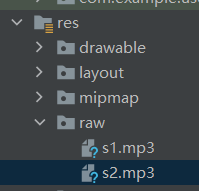 res
drawable
layout
mipmap
raw
s1.mp3
s2.mp3